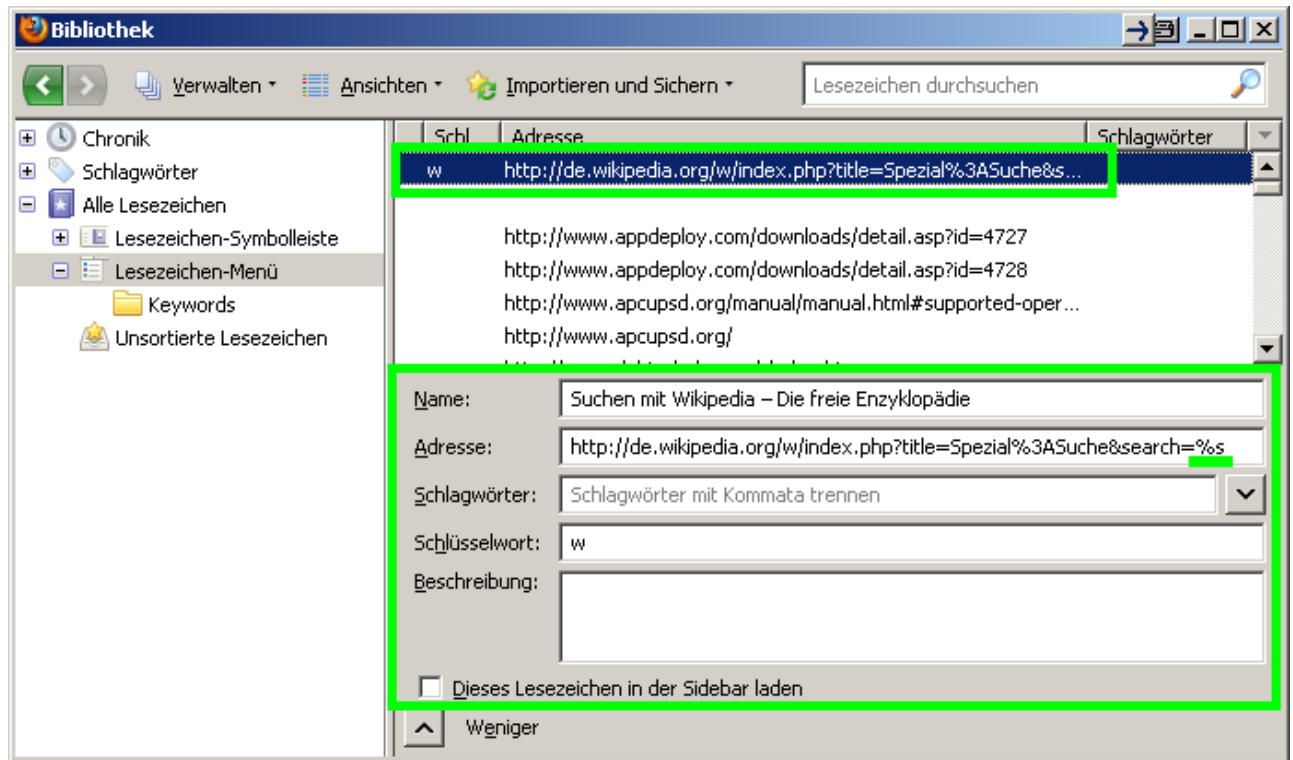 Bibliothek
Verwalten Ansichten Importieren und Sichern Lesezeichen durchsuchen
Chronik
Schlagwörter
Alle Lesezeichen
Lesezeichen-Symbolleiste
Lesezeichen-Menü
Keywords
Unsortierte Lesezeichen
Schl Adresse Schlagwörter
w http://de.wikipedia.org/w/index.php?title=Spezial%3ASuche&s...
http://www.appdeploy.com/downloads/detail.asp?id=4727
http://www.appdeploy.com/downloads/detail.asp?id=4728
http://www.apcupsd.org/manual/manual.html#supported-oper...
http://www.apcupsd.org/
Name: Suchen mit Wikipedia – Die freie Enzyklopädie
Adresse: http://de.wikipedia.org/w/index.php?title=Spezial%3ASuche&search=%s
Schlagwörter: Schlagwörter mit Kommata trennen
Schlüsselwort: w
Beschreibung:
Dieses Lesezeichen in der Sidebar laden
Weniger